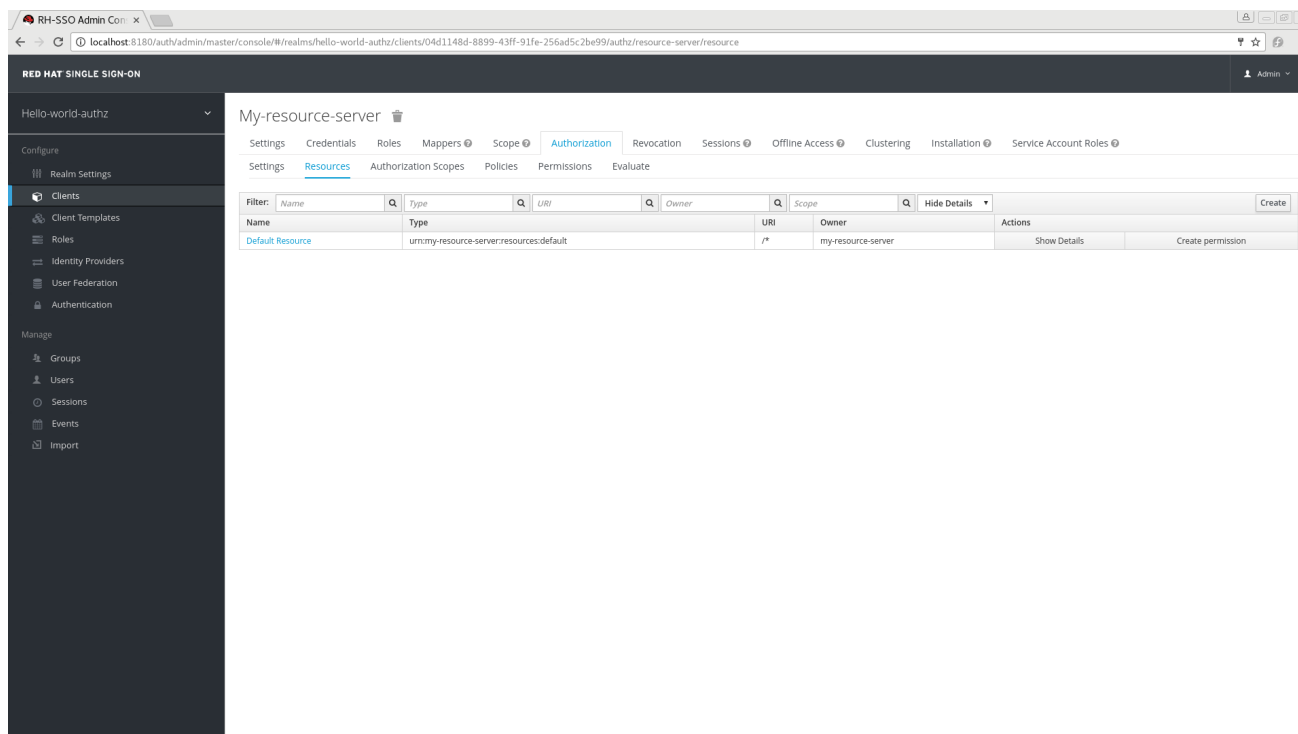 RH-SSO Admin Con
localhost:8180/auth/admin/master/console/#/realms/hello-world-authz/clients/04d1148d-8899-43ff-91fe-256ad5c2be99/authz/resource-server/resource
RED HAT SINGLE SIGN-ON
Admin
Hello-world-authz
Configure
Realm Settings
Clients
Client Templates
Roles
Identity Providers
User Federation
Authentication
Manage
Groups
Users
Sessions
Events
Import
My-resource-server
Settings Credentials Roles Mappers Scope Authorization Revocation Sessions Offline Access Clustering Installation Service Account Roles
Settings Resources Authorization Scopes Policies Permissions Evaluate
Filter: Name Type URI Owner Scope Hide Details Create
Name Type URI Owner Actions
Default Resource urn:my-resource-server:resources:default /* my-resource-server Show Details Create permission